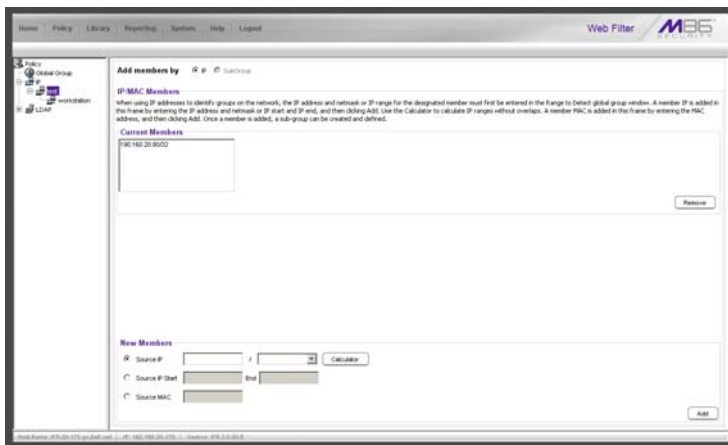 Home Policy Library Reporting System Help Logout
Web Filter M86 SECURITY
Policy
Global Group
IP
test
workstation
LDAP
Add members by IP SubGroup
IP/MAC Members
When using IP addresses to identify groups on the network, the IP address and netmask or IP range for the designated member must first be entered in the Range to Detect global group window. A member IP is added in
this frame by entering the IP address and netmask or IP start and IP end, and then clicking Add. Use the Calculator to calculate IP ranges without overlaps. A member MAC is added in this frame by entering the MAC
address, and then clicking Add. Once a member is added, a sub-group can be created and defined.
Current Members
Remove
New Members
Source IP / Calculator
Source IP Start End
Source MAC
Add